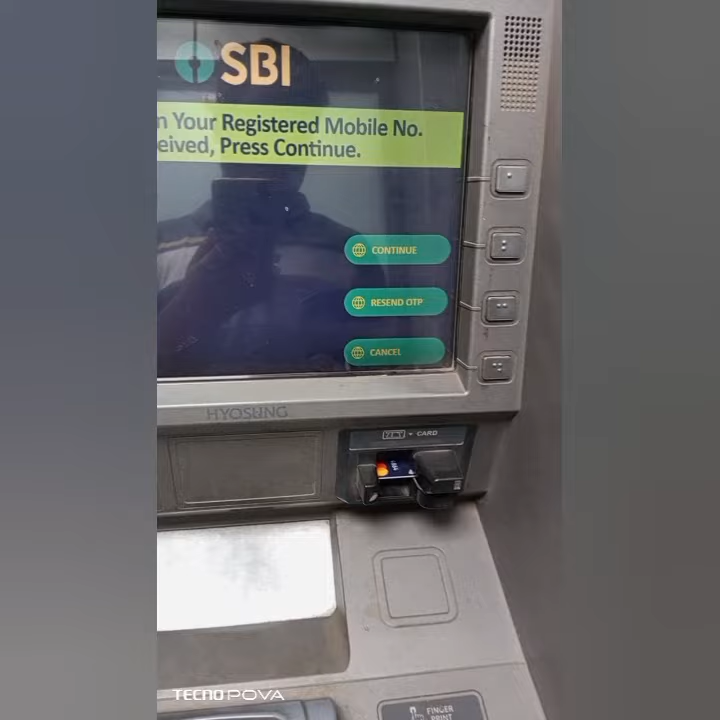 SBI
n Your Registered Mobile No.
eived, Press Continue.
CONTINUE
RESEND OTP
CANCEL
HYOSUNG
CARD
FINGER
PRINT
TECNO POVA